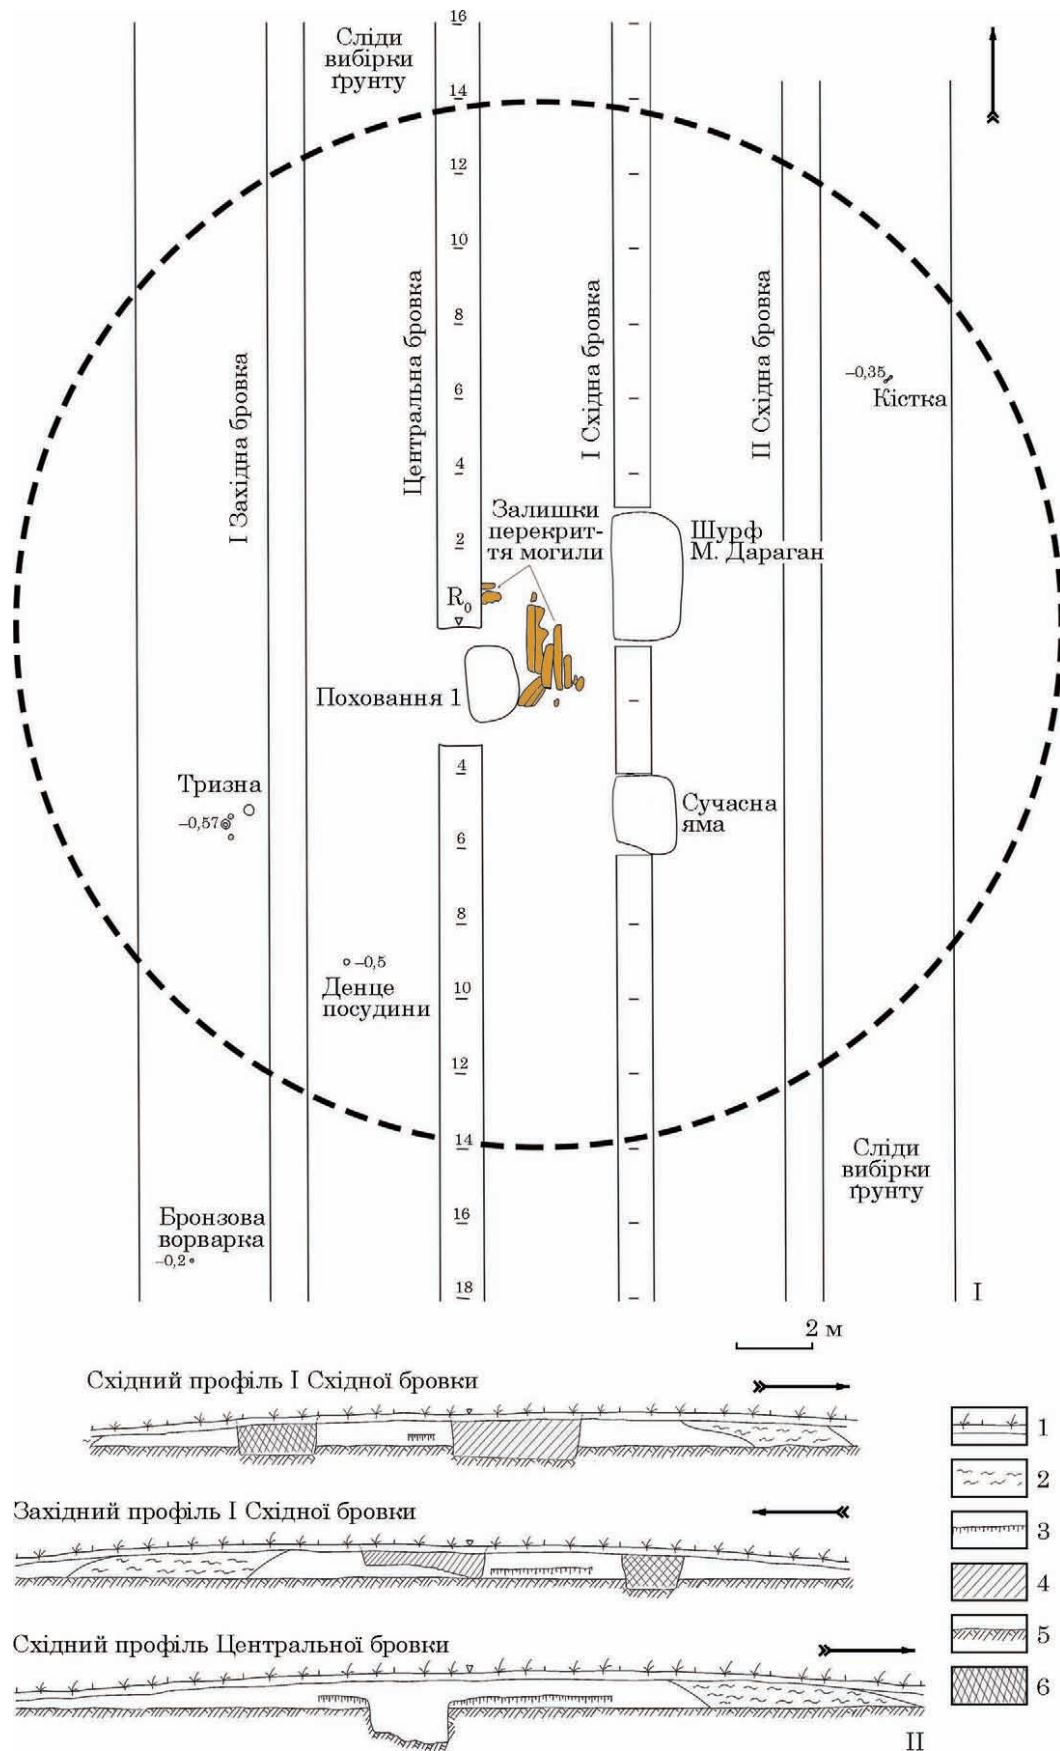 16
Сліди
вибірки
ґрунту
14
12
10
8
6
4
2
R₀
I Західна бровка
Центральна бровка
I Східна бровка
II Східна бровка
–0,35
Кістка
Залишки
перекрит-
тя могили
Шурф
М. Дараган
Поховання 1
4
Тризна
–0,57
6
Сучасна
яма
8
–0,5
Денце
посудини
10
12
14
Сліди
вибірки
ґрунту
16
Бронзова
ворварка
–0,2
18
I
2 м
Східний профіль I Східної бровки
Західний профіль I Східної бровки
Східний профіль Центральної бровки
1
2
3
4
5
6
II